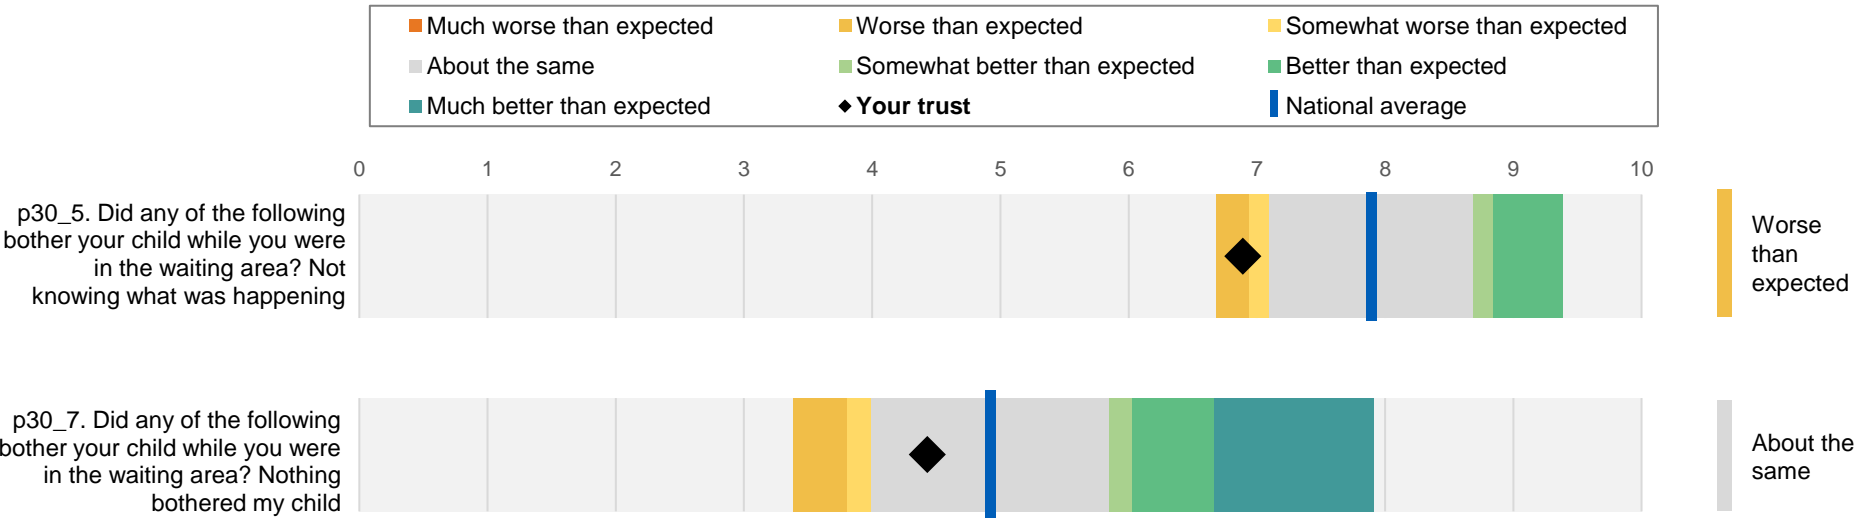 Much worse than expected
Worse than expected
Somewhat worse than expected
About the same
Somewhat better than expected
Better than expected
Much better than expected
Your trust
National average
0 1 2 3 4 5 6 7 8 9 10
p30_5. Did any of the following
bother your child while you were
in the waiting area? Not
knowing what was happening
Worse
than
expected
p30_7. Did any of the following
bother your child while you were
in the waiting area? Nothing
bothered my child
About the
same